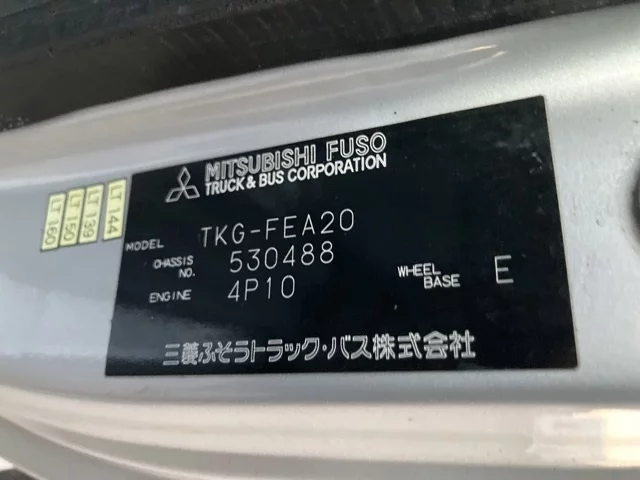 MITSUBISHI FUSO
TRUCK & BUS CORPORATION
MODEL TKG-FEA20
CHASSIS NO. 530488
ENGINE 4P10
WHEEL BASE E
三菱ふそうトラック・バス株式会社
LT 144
LT 139
LT 150
LT 160